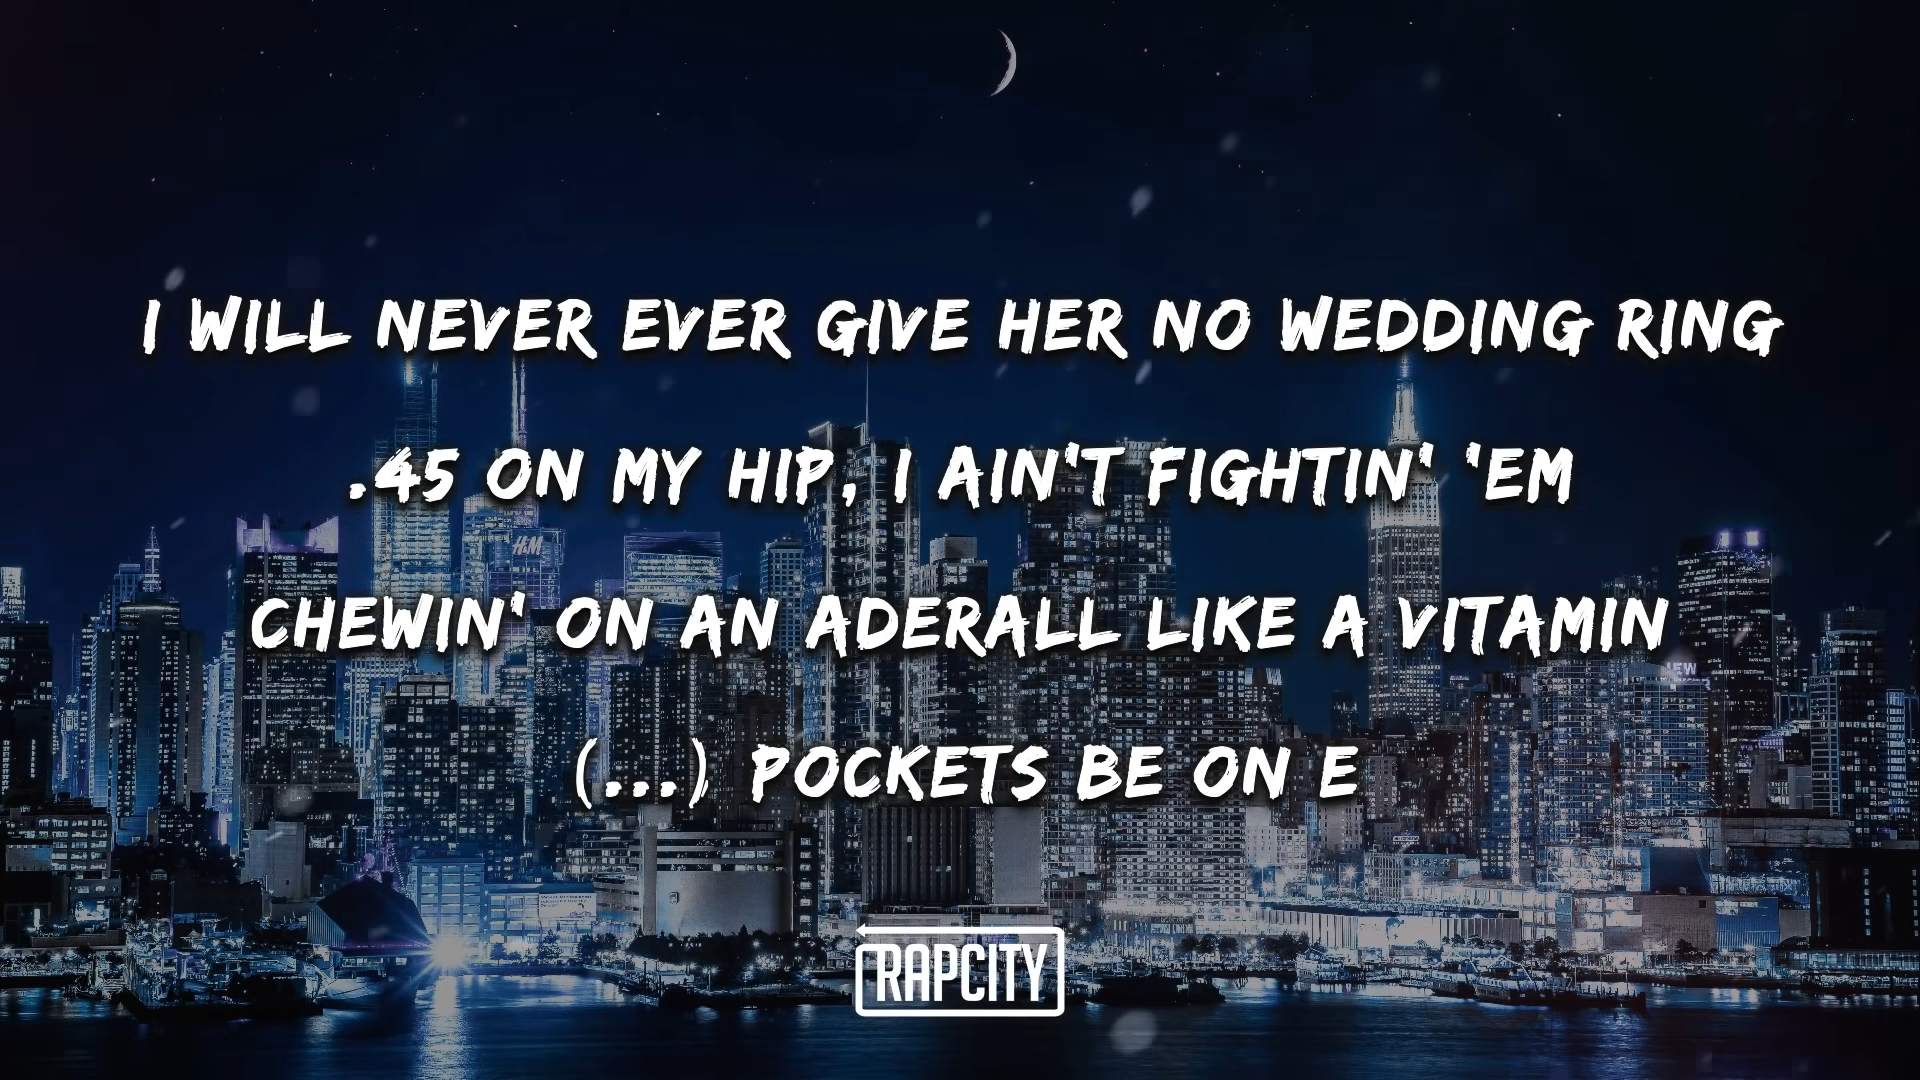 I WILL NEVER EVER GIVE HER NO WEDDING RING
.45 ON MY HIP, I AIN'T FIGHTIN' 'EM
H&M
CHEWIN' ON AN ADERALL LIKE A VITAMIN
(...) POCKETS BE ON E
RAPCITY